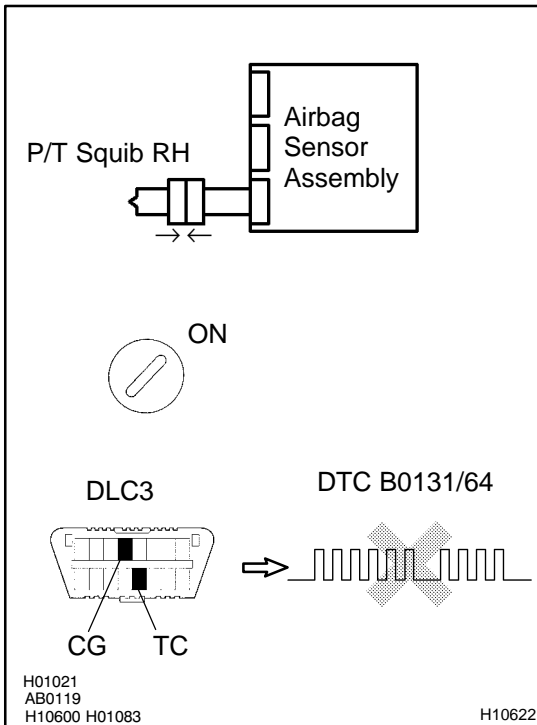 Airbag
Sensor
Assembly
P/T Squib RH
ON
DLC3
DTC B0131/64
CG TC
H01021
AB0119
H10600 H01083
H10622